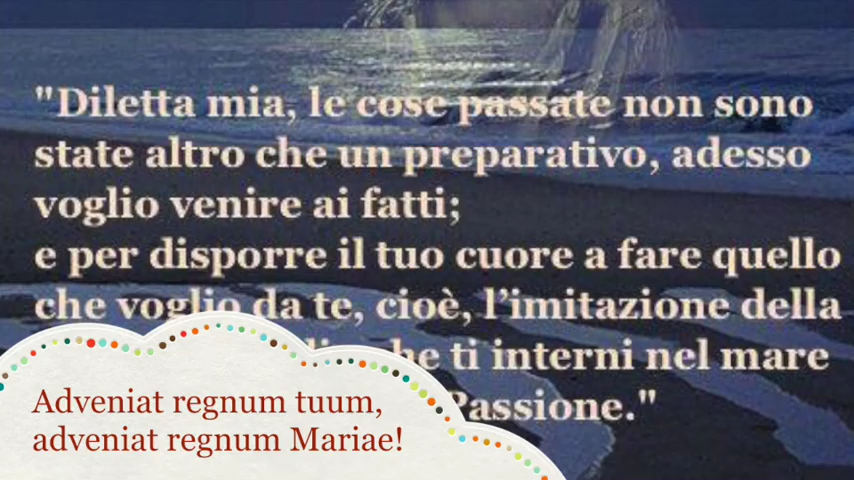 "Diletta mia, le cose passate non sono
state altro che un preparativo, adesso
voglio venire ai fatti;
e per disporre il tuo cuore a fare quello
che voglio da te, cioè, l'imitazione della
ti interni nel mare
Passione."
Adveniat regnum tuum,
adveniat regnum Mariae!